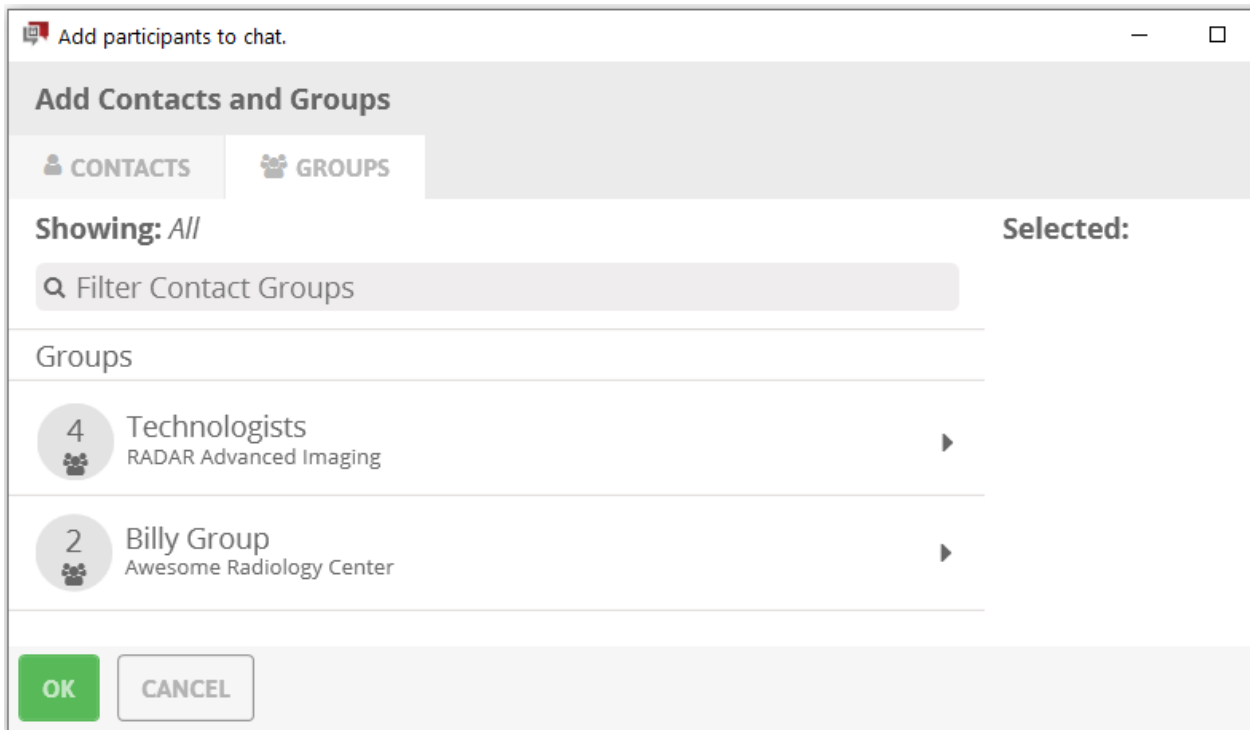 Add participants to chat.
Add Contacts and Groups
CONTACTS GROUPS
Showing: All
Selected:
Filter Contact Groups
Groups
4
Technologists
RADAR Advanced Imaging
2
Billy Group
Awesome Radiology Center
OK CANCEL